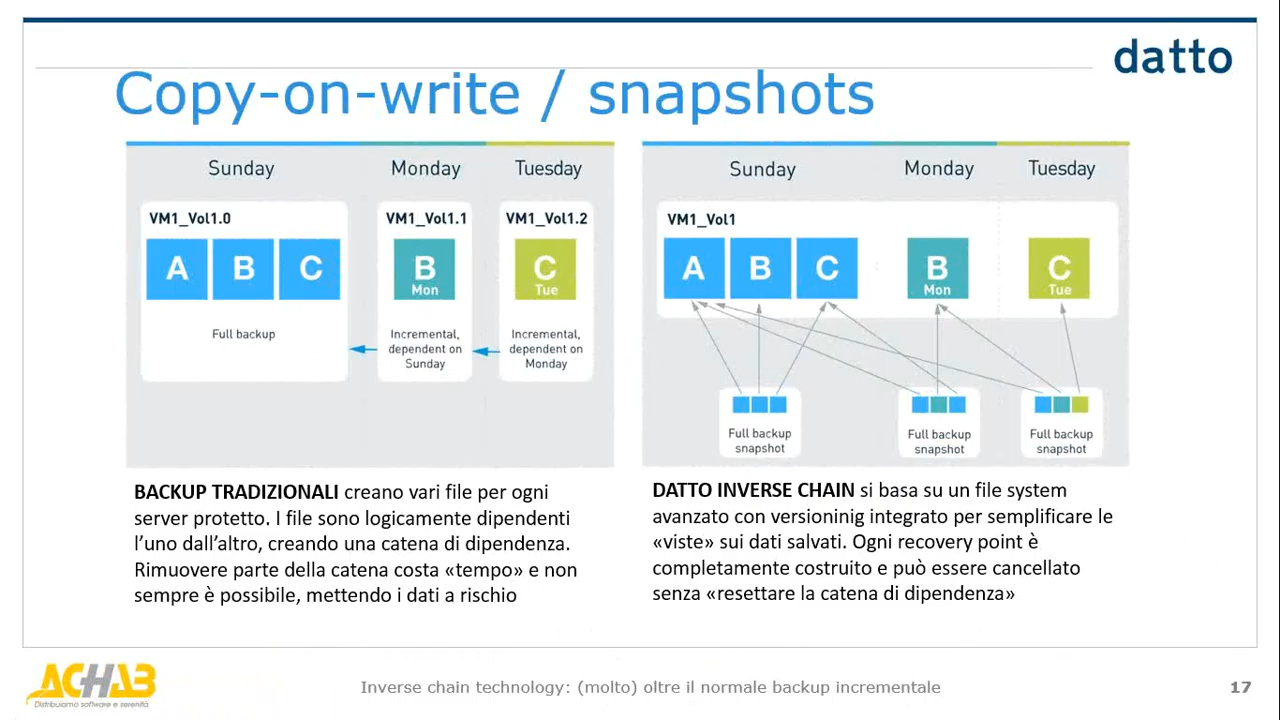 datto
Copy-on-write / snapshots
Sunday
Monday
Tuesday
VM1_Vol1.0
VM1_Vol1.1
VM1_Vol1.2
A
B
C
B
Mon
C
Tue
Full backup
Incremental,
dependent on
Sunday
Incremental,
dependent on
Monday
Sunday
Monday
Tuesday
VM1_Vol1
A
B
C
B
Mon
C
Tue
Full backup
snapshot
Full backup
snapshot
Full backup
snapshot
BACKUP TRADIZIONALI creano vari file per ogni
server protetto. I file sono logicamente dipendenti
l’uno dall’altro, creando una catena di dipendenza.
Rimuovere parte della catena costa «tempo» e non
sempre è possibile, mettendo i dati a rischio
DATTO INVERSE CHAIN si basa su un file system
avanzato con versioninig integrato per semplificare le
«viste» sui dati salvati. Ogni recovery point è
completamente costruito e può essere cancellato
senza «resettare la catena di dipendenza»
ACHAB
Distribuiamo software e serenità
Inverse chain technology: (molto) oltre il normale backup incrementale
17